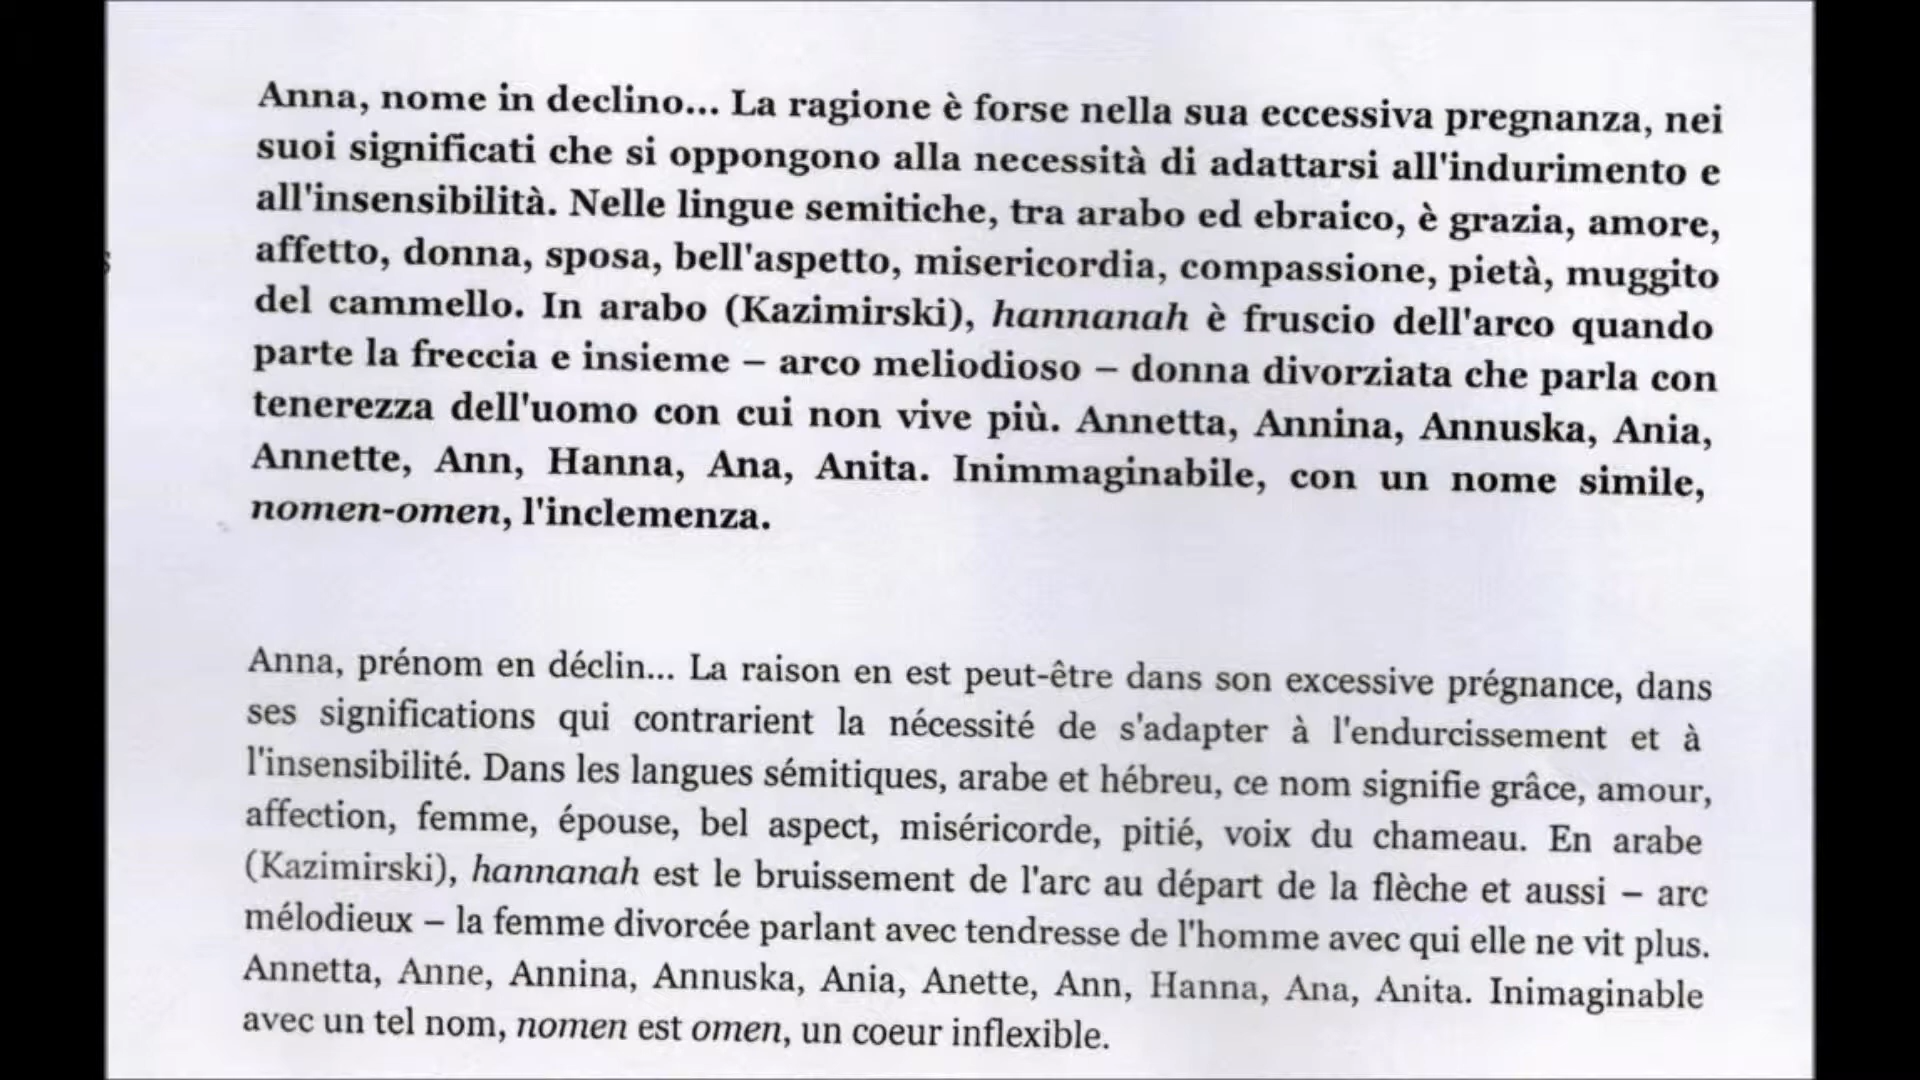 Anna, nome in declino... La ragione è forse nella sua eccessiva pregnanza, nei
suoi significati che si oppongono alla necessità di adattarsi all'indurimento e
all'insensibilità. Nelle lingue semitiche, tra arabo ed ebraico, è grazia, amore,
affetto, donna, sposa, bell'aspetto, misericordia, compassione, pietà, muggito
del cammello. In arabo (Kazimirski), hannanah è fruscio dell'arco quando
parte la freccia e insieme – arco meliodioso – donna divorziata che parla con
tenerezza dell'uomo con cui non vive più. Annetta, Annina, Annuska, Ania,
Annette, Ann, Hanna, Ana, Anita. Inimmaginabile, con un nome simile,
nomen-omen, l'inclemenza.
Anna, prénom en déclin... La raison en est peut-être dans son excessive prégnance, dans
ses significations qui contrarient la nécessité de s'adapter à l'endurcissement et à
l'insensibilité. Dans les langues sémitiques, arabe et hébreu, ce nom signifie grâce, amour,
affection, femme, épouse, bel aspect, miséricorde, pitié, voix du chameau. En arabe
(Kazimirski), hannanah est le bruissement de l'arc au départ de la flèche et aussi – arc
mélodieux – la femme divorcée parlant avec tendresse de l'homme avec qui elle ne vit plus.
Annetta, Anne, Annina, Annuska, Ania, Anette, Ann, Hanna, Ana, Anita. Inimaginable
avec un tel nom, nomen est omen, un coeur inflexible.